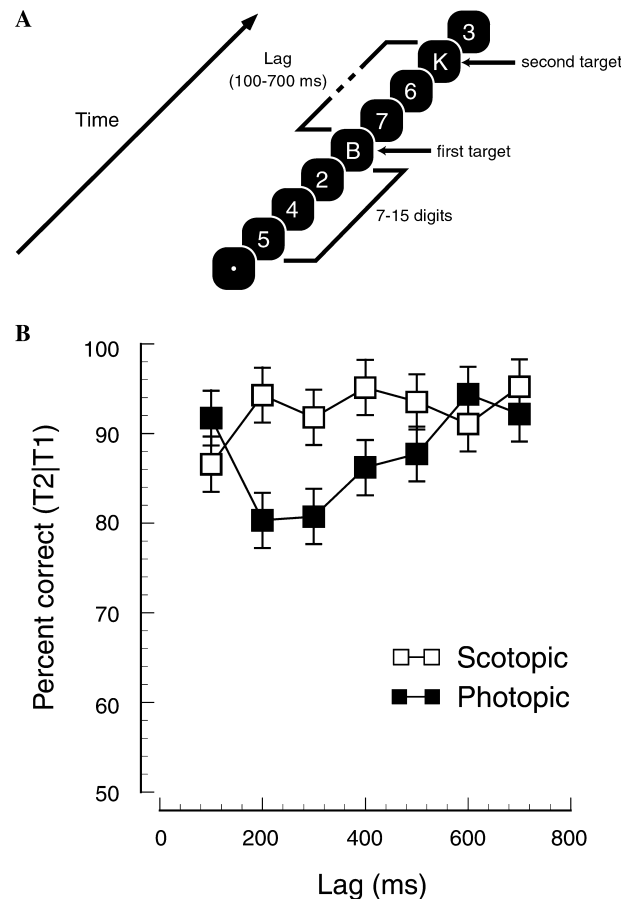 A
3
Lag
(100-700 ms)
K
second target
6
Time
7
B
first target
2
4
7-15 digits
5
B
100
90
80
70
60
50
Percent correct (T2|T1)
Scotopic
Photopic
0 200 400 600 800
Lag (ms)